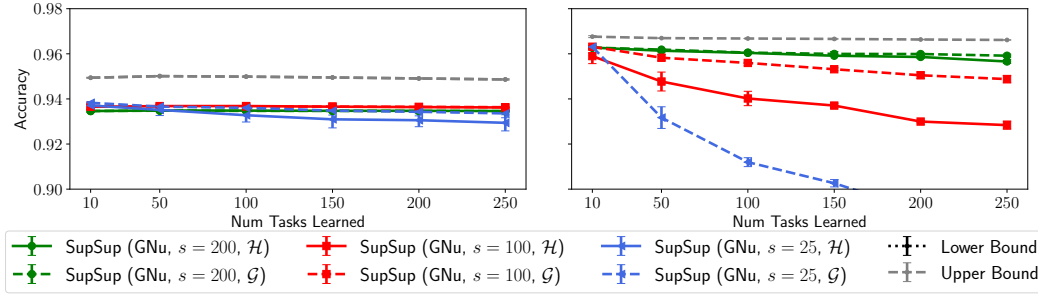 0.98
0.96
0.94
0.92
0.90
Accuracy
10 50 100 150 200 250
Num Tasks Learned
10 50 100 150 200 250
Num Tasks Learned
SupSup (GNu, s = 200, ℋ) SupSup (GNu, s = 100, ℋ) SupSup (GNu, s = 25, ℋ) Lower Bound
SupSup (GNu, s = 200, 𝒢) SupSup (GNu, s = 100, 𝒢) SupSup (GNu, s = 25, 𝒢) Upper Bound